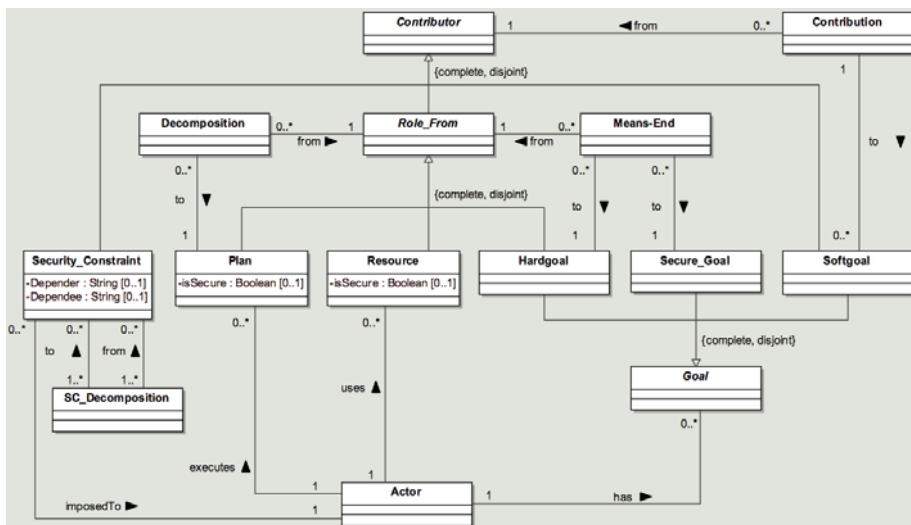 Contributor
1
from
0..*
Contribution
1
{complete, disjoint}
Decomposition
0..*
1
from
Role_From
1
0..*
from
Means-End
to
0..*
to
1
{complete, disjoint}
0..*
to
1
0..*
to
1
0..*
Security_Constraint
-Depender : String [0..1]
-Dependee : String [0..1]
Plan
-isSecure : Boolean [0..1]
Resource
-isSecure : Boolean [0..1]
Hardgoal
Secure_Goal
Softgoal
0..*
0..*
0..*
0..*
0..*
to
from
{complete, disjoint}
1..*
1..*
SC_Decomposition
uses
Goal
0..*
executes
1
1
Actor
1
has
imposedTo
1